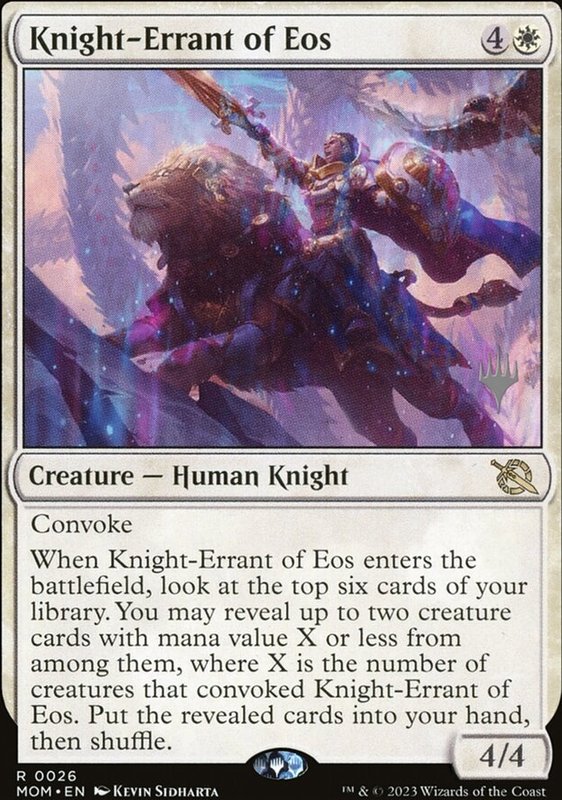 Knight-Errant of Eos 4
Creature — Human Knight
Convoke
When Knight-Errant of Eos enters the
battlefield, look at the top six cards of your
library. You may reveal up to two creature
cards with mana value X or less from
among them, where X is the number of
creatures that convoked Knight-Errant of
Eos. Put the revealed cards into your hand,
then shuffle.
4/4
R 0026
MOM • EN Kevin Sidharta
™ & © 2023 Wizards of the Coast